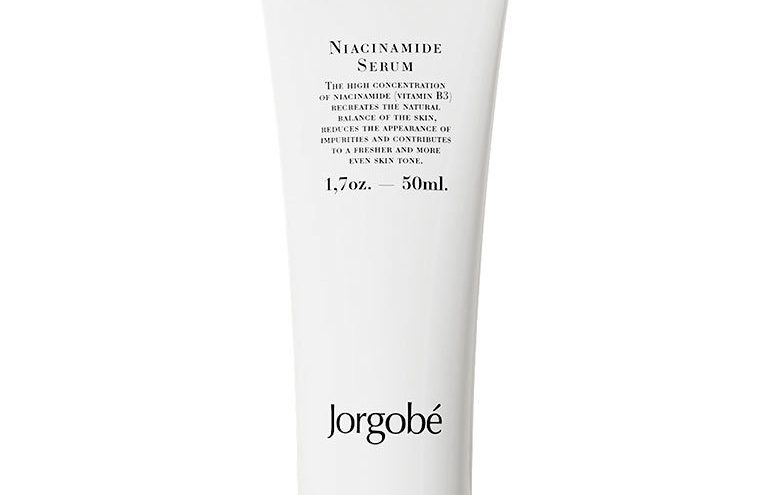 Niacinamide
Serum
The high concentration
of niacinamide (vitamin B3)
recreates the natural
balance of the skin,
reduces the appearance of
impurities and contributes
to a fresher and more
even skin tone.
1,7oz. — 50ml.
Jorgobé